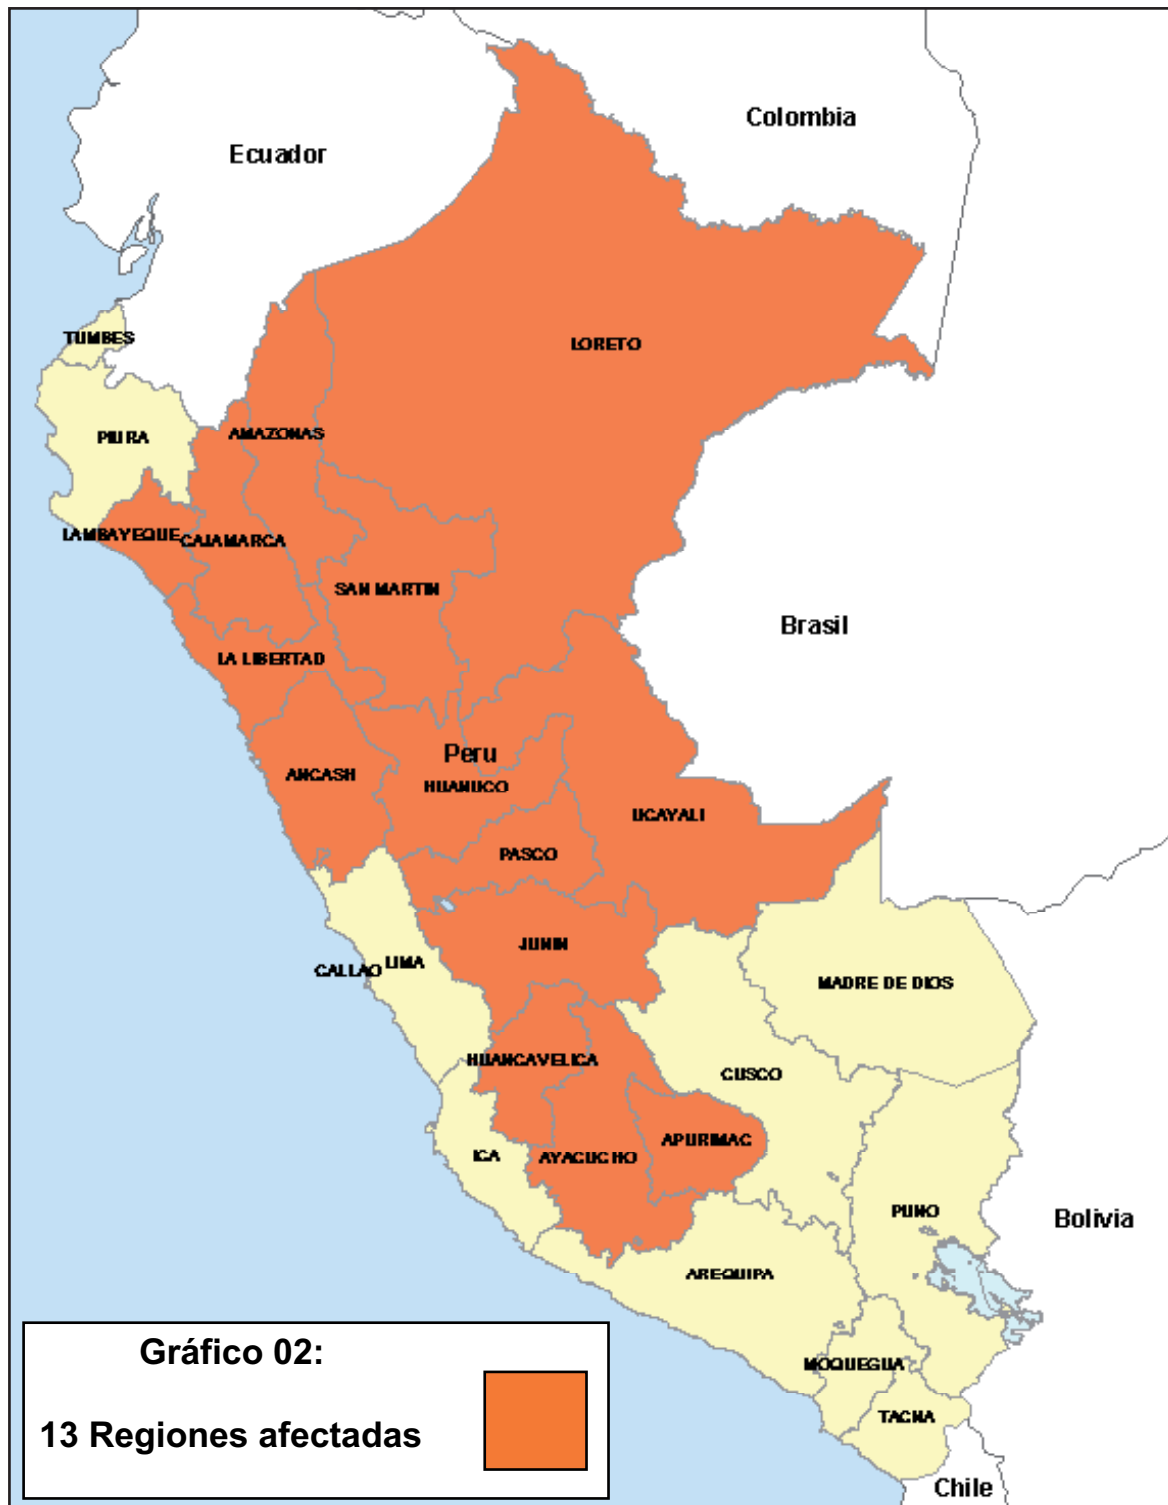 Colombia
Ecuador
TUMBES
LORETO
PIURA
AMAZONAS
LAMBAYEQUE
CAJAMARCA
SAN MARTIN
Brasil
LA LIBERTAD
Peru
ANCASH
HUANUCO
UCAYALI
PASCO
JUNIN
LIMA
CALLAO
MADRE DE DIOS
HUANCAVELICA
CUSCO
APURIMAC
ICA
AYACUCHO
PUNO
Bolivia
AREQUIPA
MOQUEGUA
TACNA
Chile
Gráfico 02:
13 Regiones afectadas